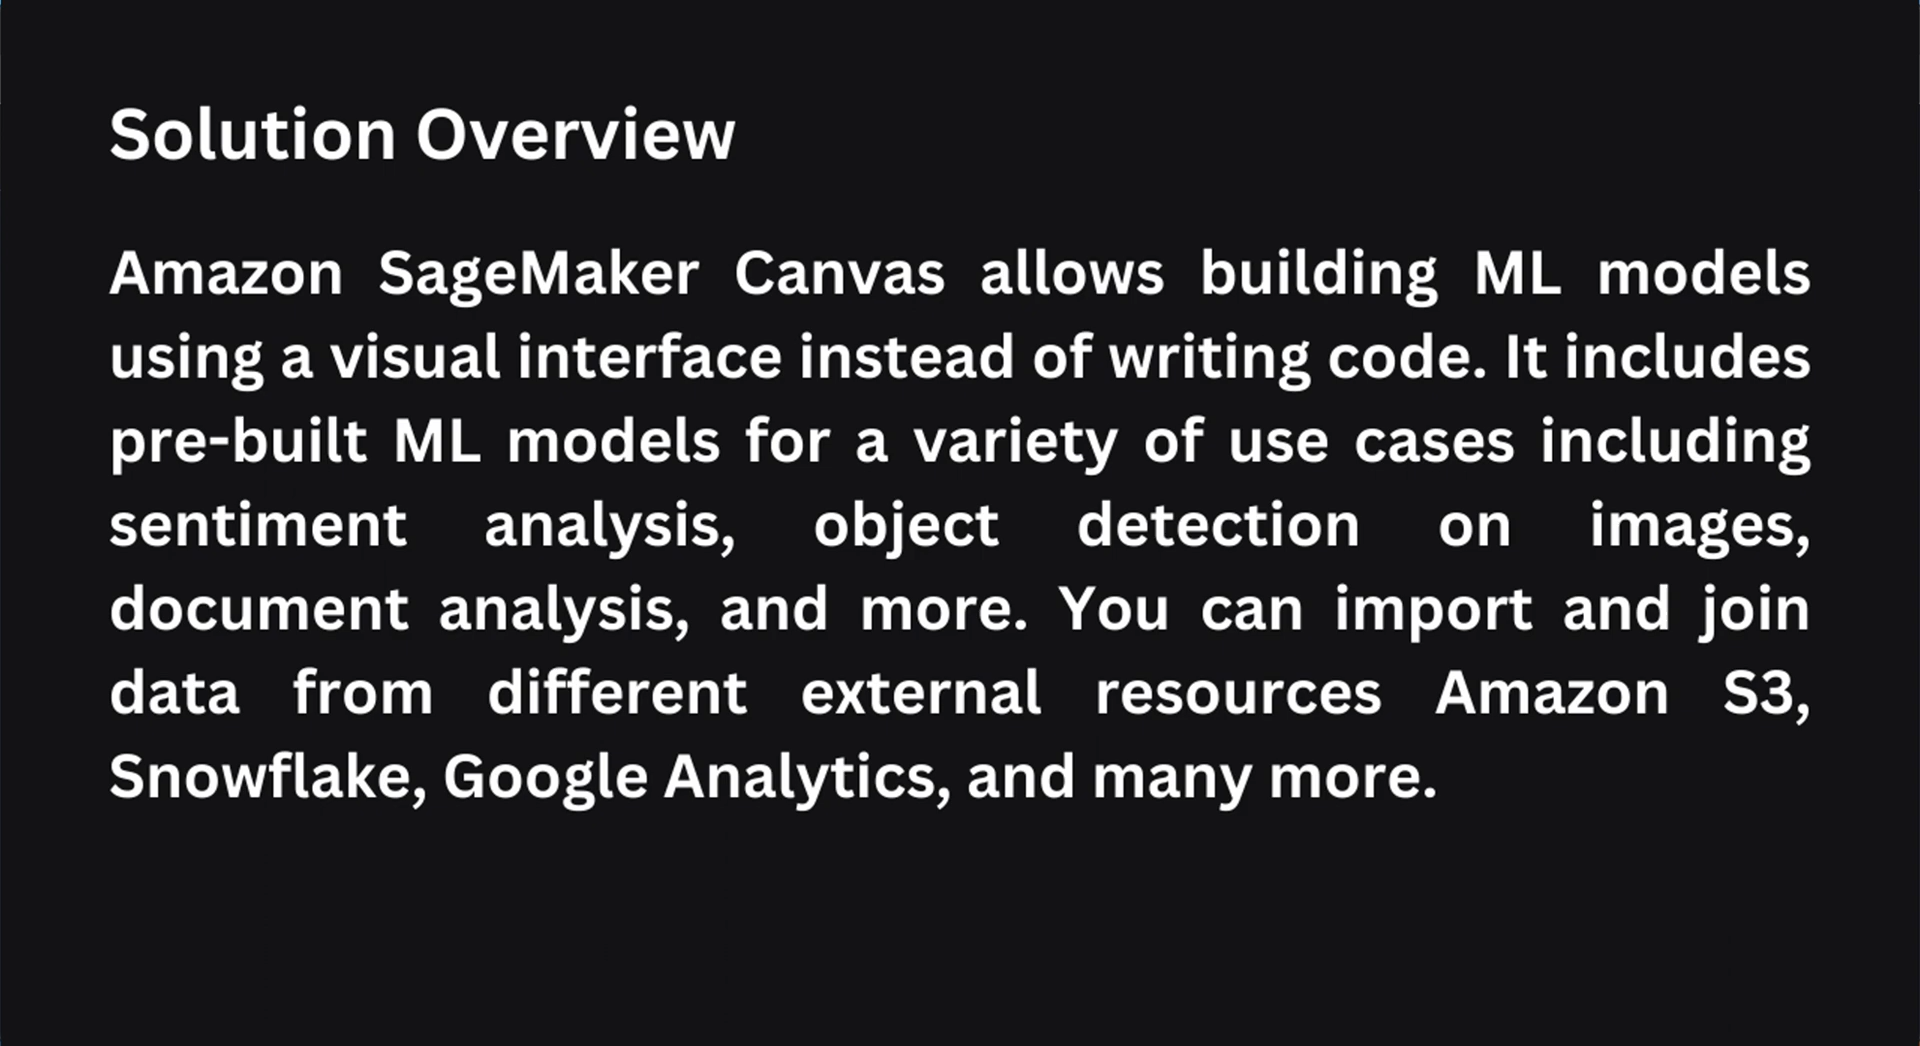 Solution Overview
Amazon SageMaker Canvas allows building ML models
using a visual interface instead of writing code. It includes
pre-built ML models for a variety of use cases including
sentiment analysis, object detection on images,
document analysis, and more. You can import and join
data from different external resources Amazon S3,
Snowflake, Google Analytics, and many more.